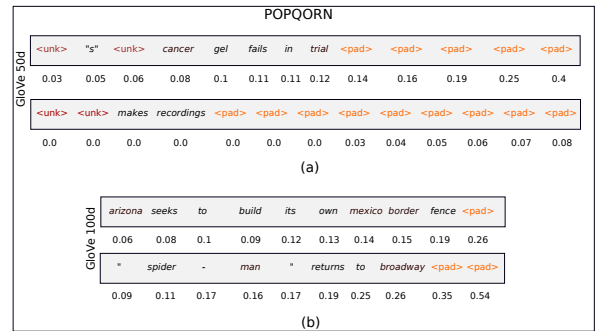 POPQORN
GloVe 50d
<unk> "s" <unk> cancer gel fails in trial <pad> <pad> <pad> <pad> <pad>
0.03 0.05 0.06 0.08 0.1 0.11 0.11 0.12 0.14 0.16 0.19 0.25 0.4
<unk> <unk> makes recordings <pad> <pad> <pad> <pad> <pad> <pad> <pad> <pad> <pad>
0.0 0.0 0.0 0.0 0.0 0.0 0.0 0.03 0.04 0.05 0.06 0.07 0.08
(a)
GloVe 100d
arizona seeks to build its own mexico border fence <pad>
0.06 0.08 0.1 0.09 0.12 0.13 0.14 0.15 0.19 0.26
" spider - man " returns to broadway <pad> <pad>
0.09 0.11 0.17 0.16 0.17 0.19 0.25 0.26 0.35 0.54
(b)